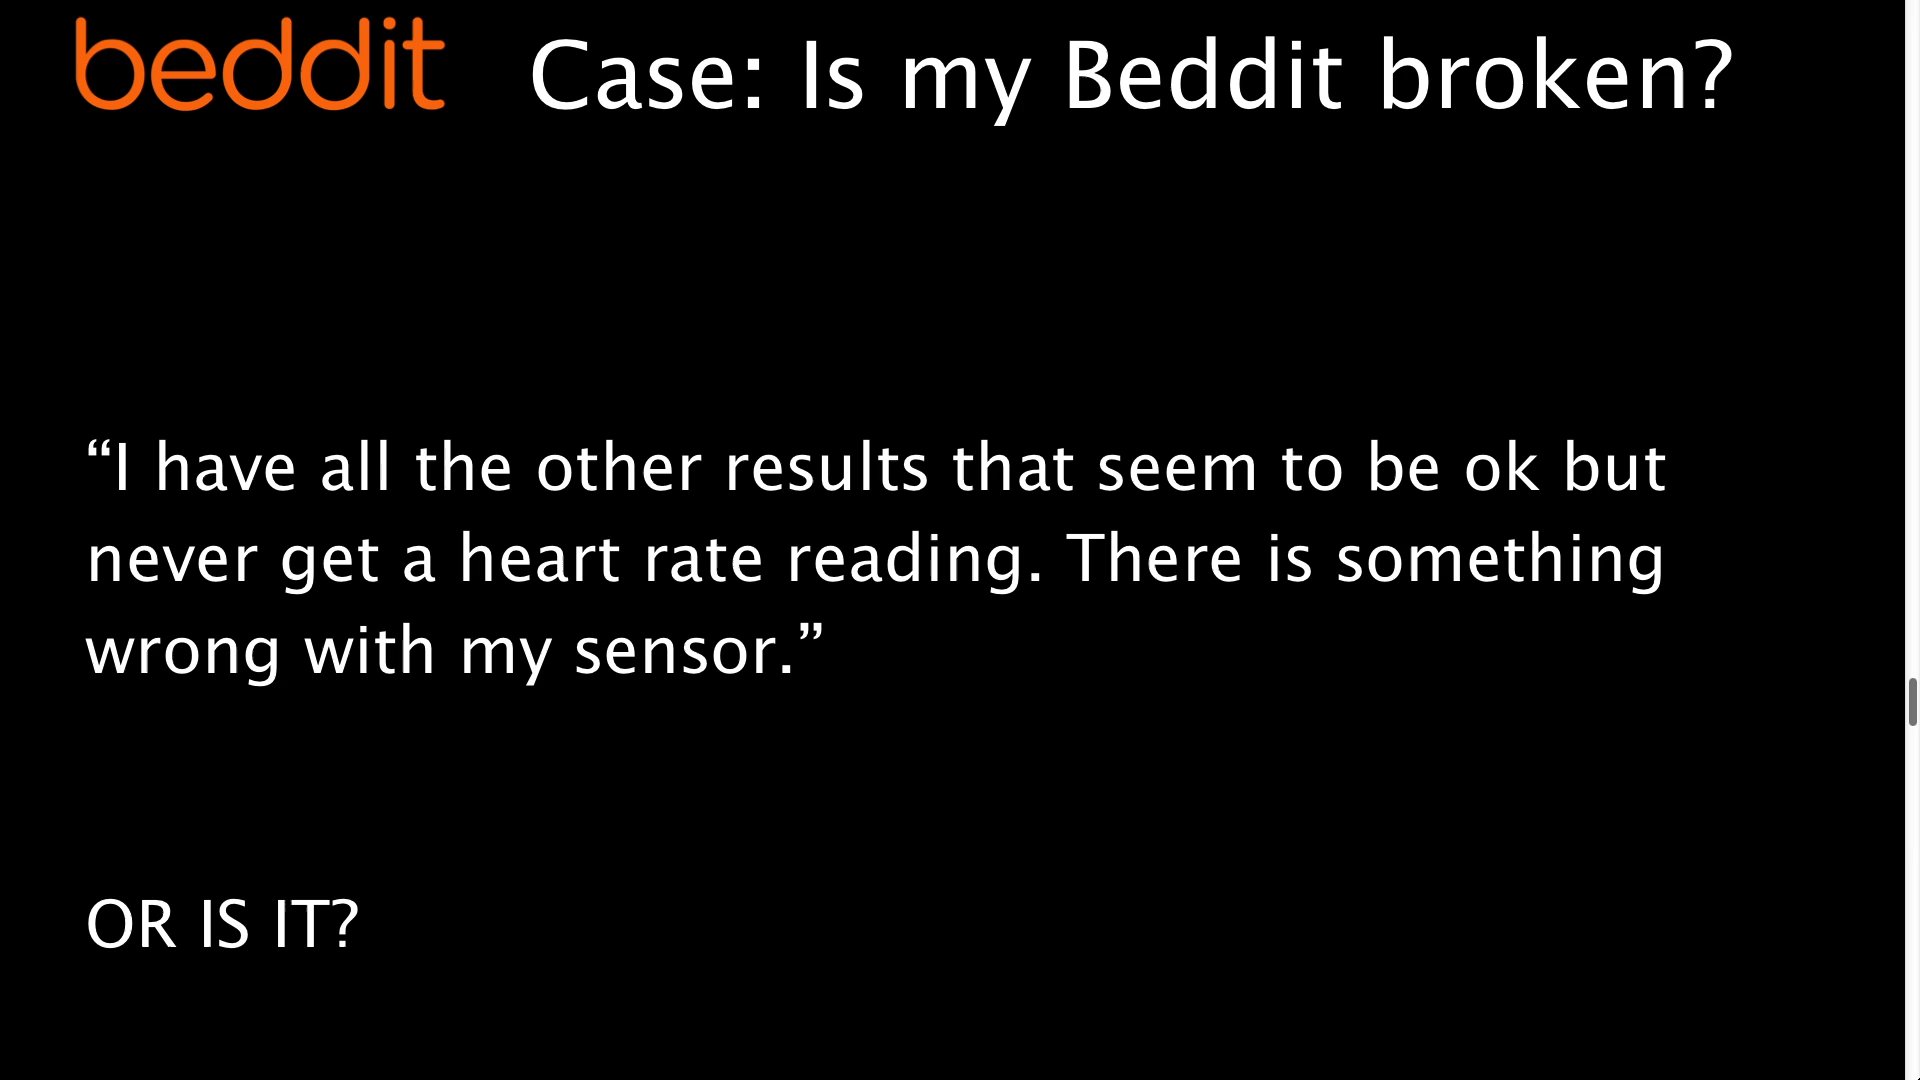 beddit
Case: Is my Beddit broken?
“I have all the other results that seem to be ok but
never get a heart rate reading. There is something
wrong with my sensor.”
OR IS IT?